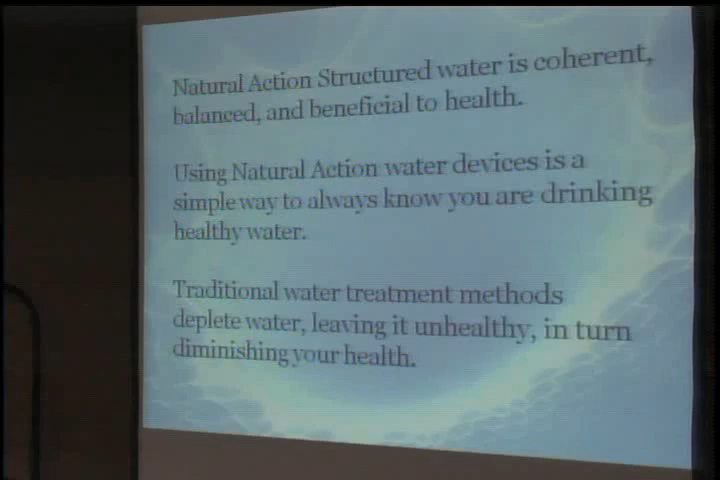 Natural Action Structured water is coherent,
balanced, and beneficial to health.
Using Natural Action water devices is a
simple way to always know you are drinking
healthy water.
Traditional water treatment methods
deplete water, leaving it unhealthy, in turn
diminishing your health.